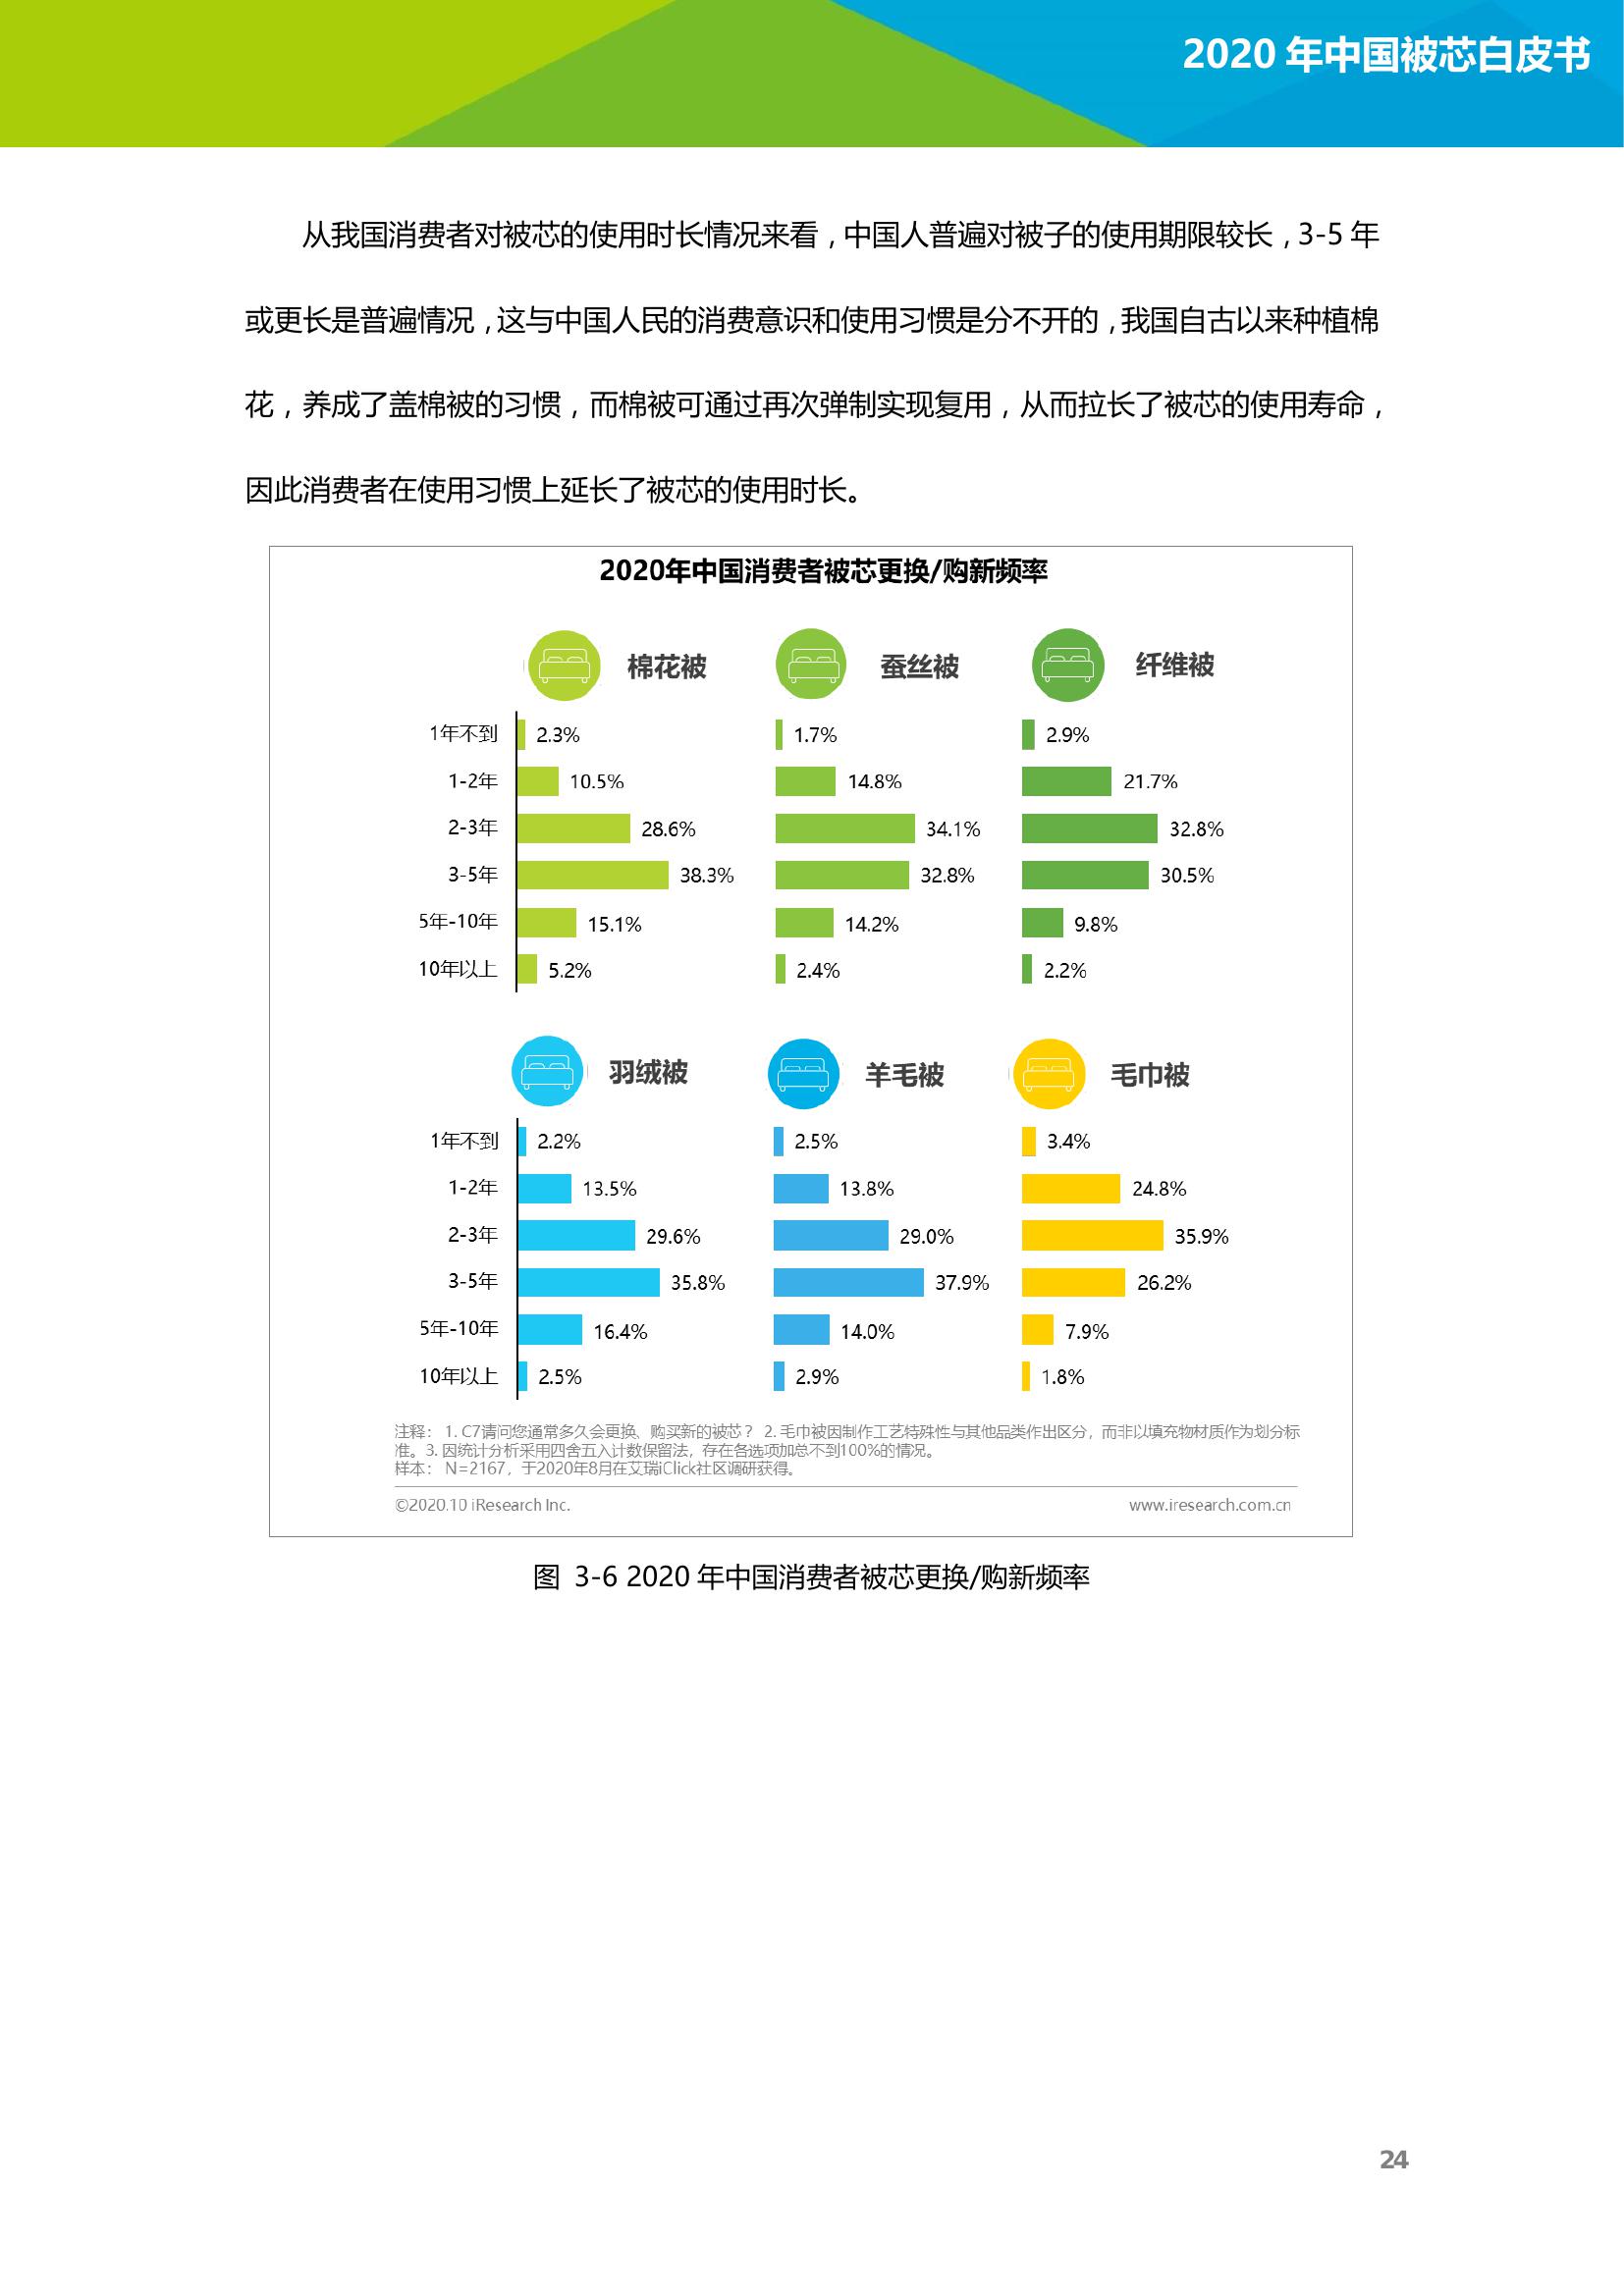 2020 年中国被芯白皮书
从我国消费者对被芯的使用时长情况来看，中国人普遍对被子的使用期限较长，3-5 年
或更长是普遍情况，这与中国人民的消费意识和使用习惯是分不开的，我国自古以来种植棉
花，养成了盖棉被的习惯，而棉被可通过再次弹制实现复用，从而拉长了被芯的使用寿命，
因此消费者在使用习惯上延长了被芯的使用时长。
2020年中国消费者被芯更换/购新频率
棉花被 蚕丝被 纤维被
1年不到 2.3% 1.7% 2.9%
1-2年 10.5% 14.8% 21.7%
2-3年 28.6% 34.1% 32.8%
3-5年 38.3% 32.8% 30.5%
5年-10年 15.1% 14.2% 9.8%
10年以上 5.2% 2.4% 2.2%
羽绒被 羊毛被 毛巾被
1年不到 2.2% 2.5% 3.4%
1-2年 13.5% 13.8% 24.8%
2-3年 29.6% 29.0% 35.9%
3-5年 35.8% 37.9% 26.2%
5年-10年 16.4% 14.0% 7.9%
10年以上 2.5% 2.9% 1.8%
注释： 1. C7请问您通常多久会更换、购买新的被芯？ 2. 毛巾被因制作工艺特殊性与其他品类作出区分，而非以填充物材质作为划分标
准。3. 因统计分析采用四舍五入计数保留法，存在各选项加总不到100%的情况。
样本： N=2167，于2020年8月在艾瑞iClick社区调研获得。
©2020.10 iResearch Inc. www.iresearch.com.cn
图 3-6 2020 年中国消费者被芯更换/购新频率
24